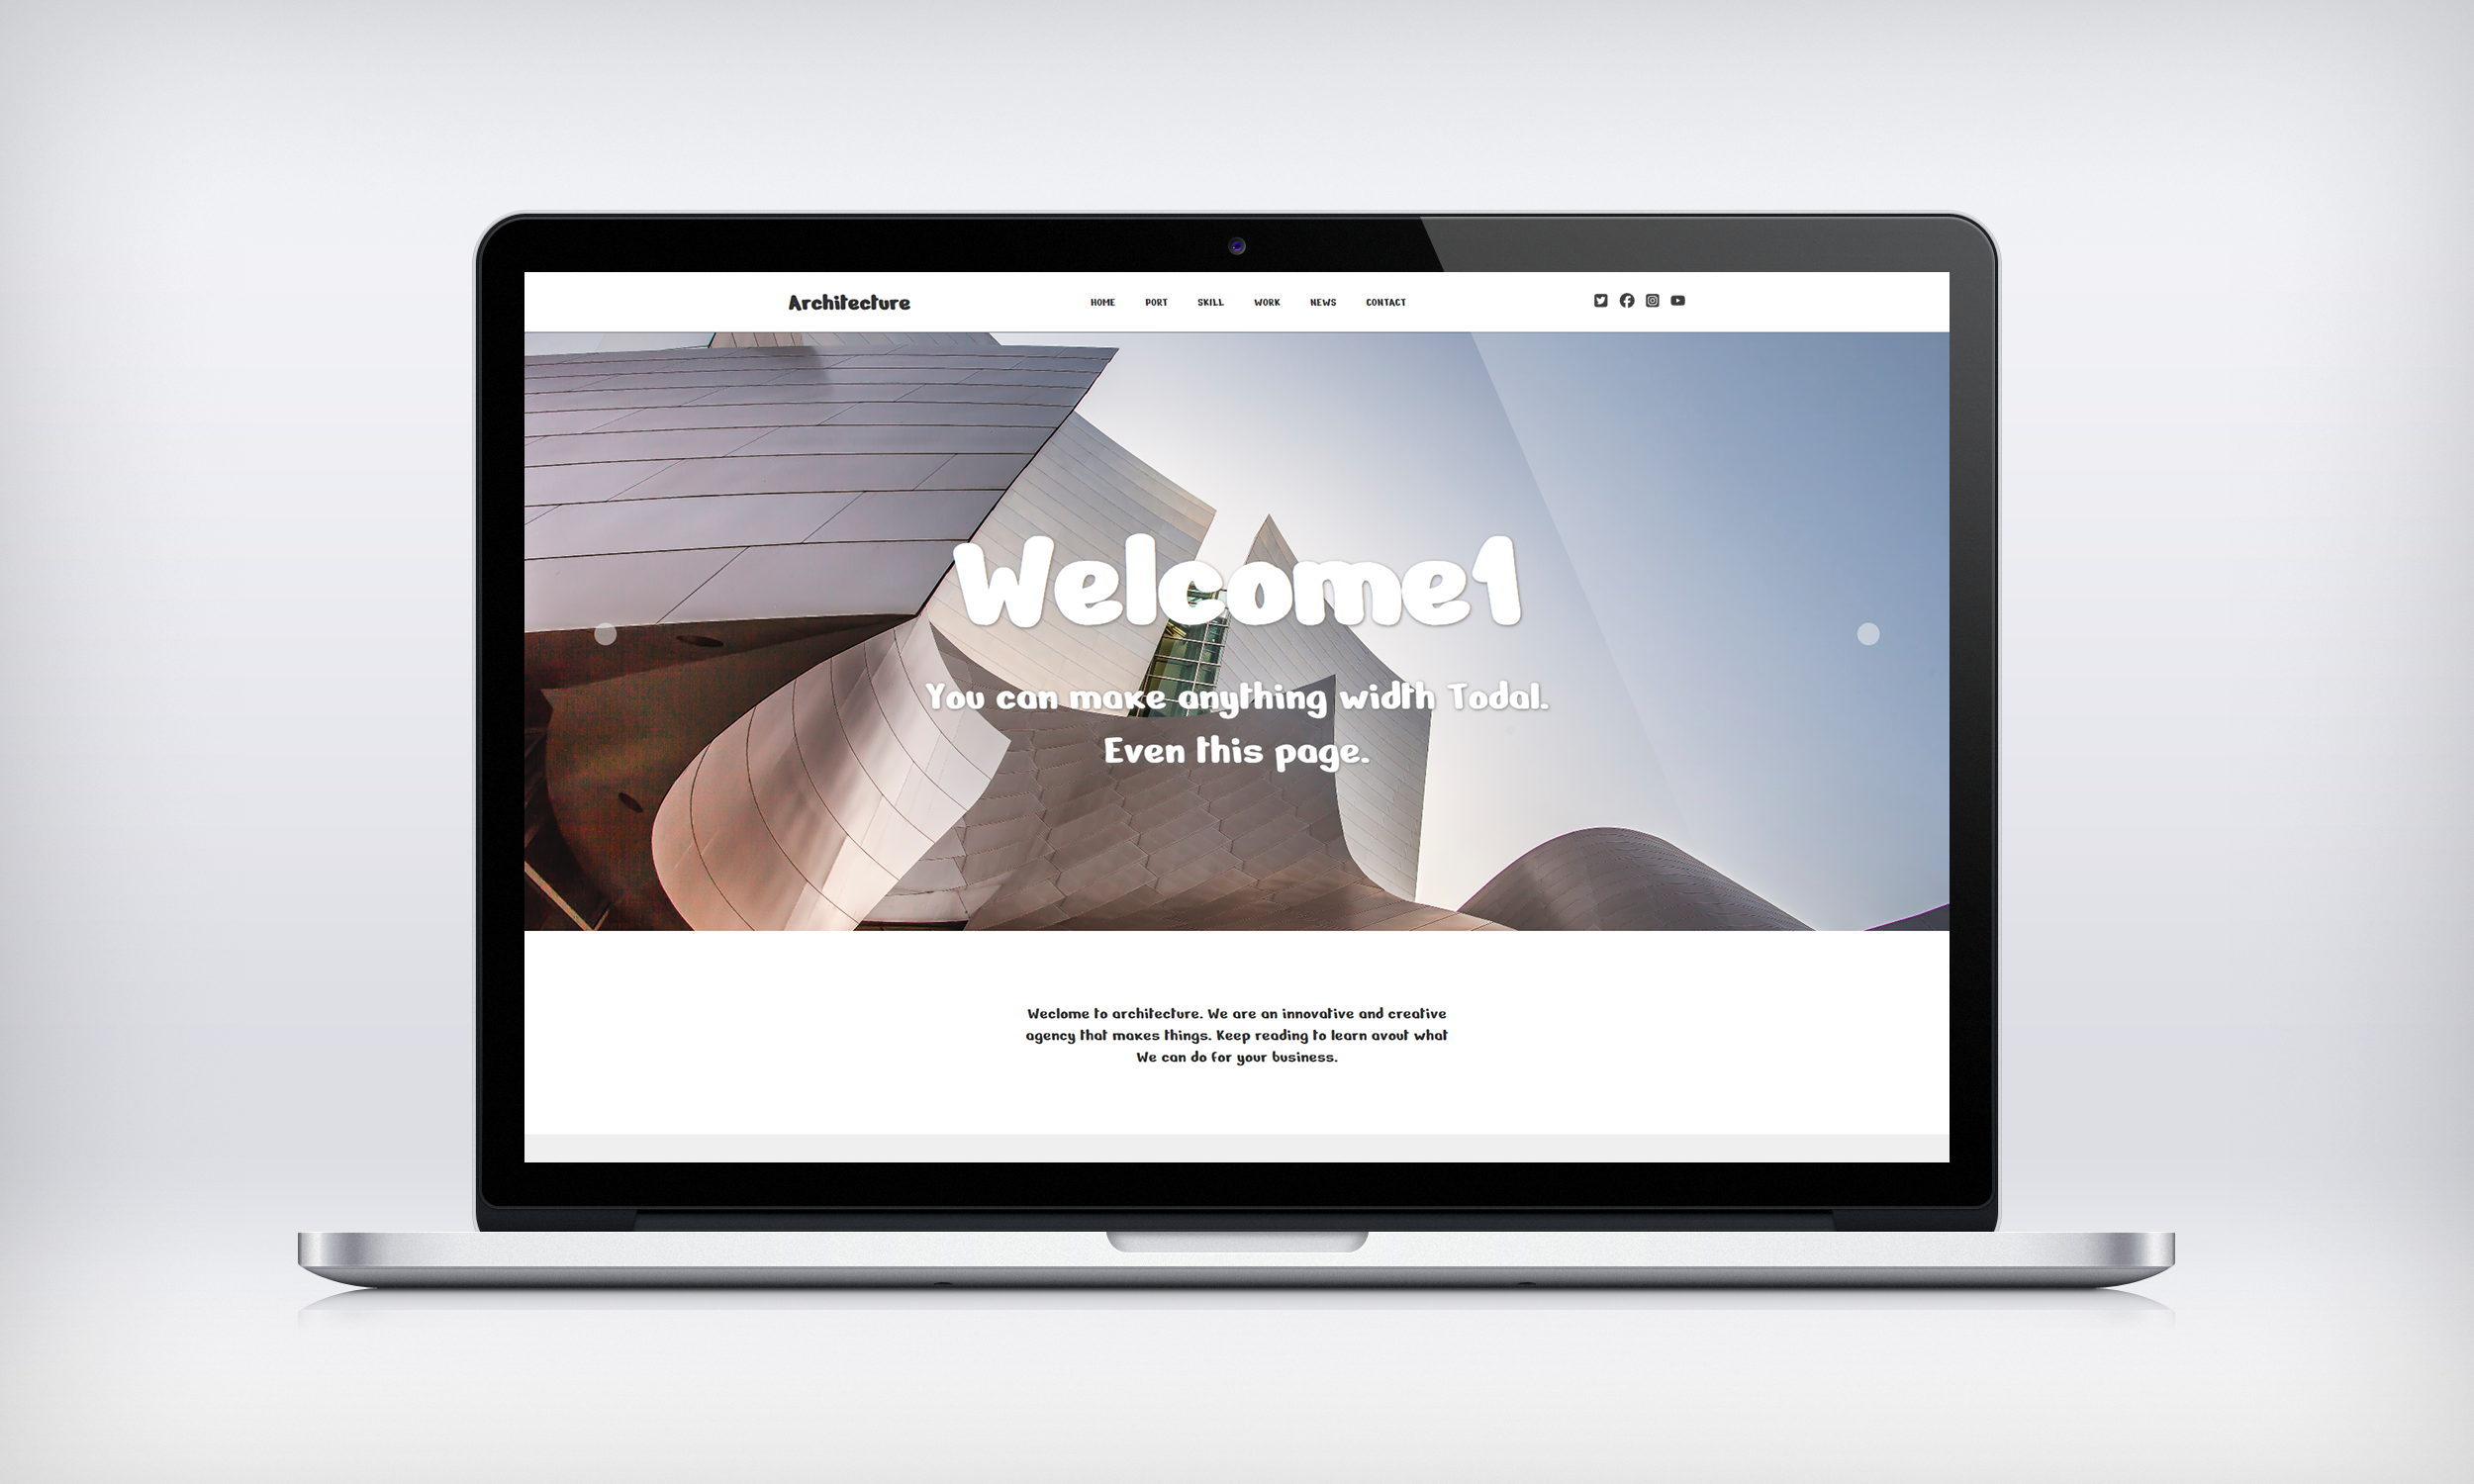 Architecture
HOME PORT SKILL WORK NEWS CONTACT
Welcome1
You can make anything width Todal.
Even this page.
Weclome to architecture. We are an innovative and creative
agency that makes things. Keep reading to learn avout what
We can do for your business.